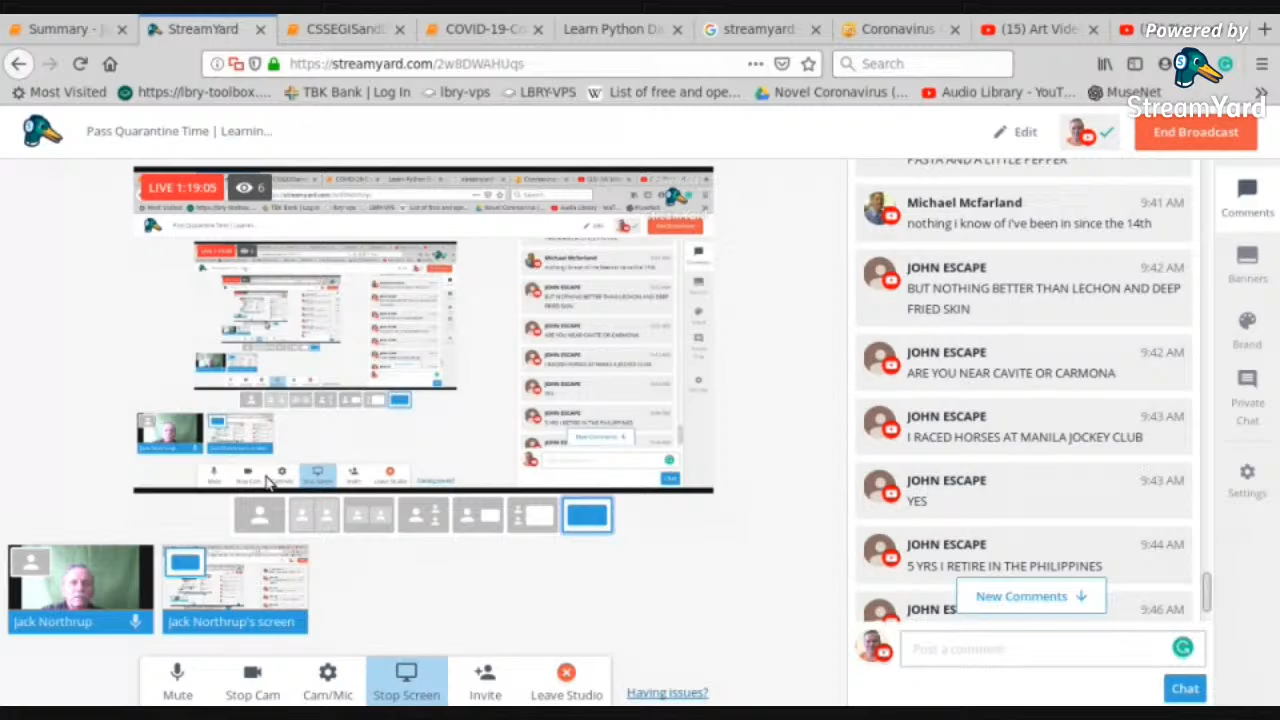 Summary - J
StreamYard
CSSEGISandD
COVID-19-Co
Learn Python Di
streamyard
Coronavirus
(15) Art Vide
Powered by
https://streamyard.com/2w8DWAHUqs
Search
StreamYard
Most Visited
https://lbry-toolbox....
TBK Bank | Log In
lbry-vps
LBRY-VPS
List of free and ope...
Novel Coronavirus (...
Audio Library - YouT...
MuseNet
Pass Quarantine Time | Learnin...
Edit
End Broadcast
LIVE 1:19:05
6
PASTA AND A LITTLE PEPPER
Michael Mcfarland 9:41 AM
nothing i know of i've been in since the 14th
JOHN ESCAPE 9:42 AM
BUT NOTHING BETTER THAN LECHON AND DEEP
FRIED SKIN
JOHN ESCAPE 9:42 AM
ARE YOU NEAR CAVITE OR CARMONA
JOHN ESCAPE 9:43 AM
I RACED HORSES AT MANILA JOCKEY CLUB
JOHN ESCAPE 9:43 AM
YES
JOHN ESCAPE 9:44 AM
5 YRS I RETIRE IN THE PHILIPPINES
JOHN ES 9:46 AM
New Comments
Post a comment
Chat
Comments
Banners
Brand
Private
Chat
Settings
Jack Northrup
Jack Northrup's screen
Mute
Stop Cam
Cam/Mic
Stop Screen
Invite
Leave Studio
Having issues?